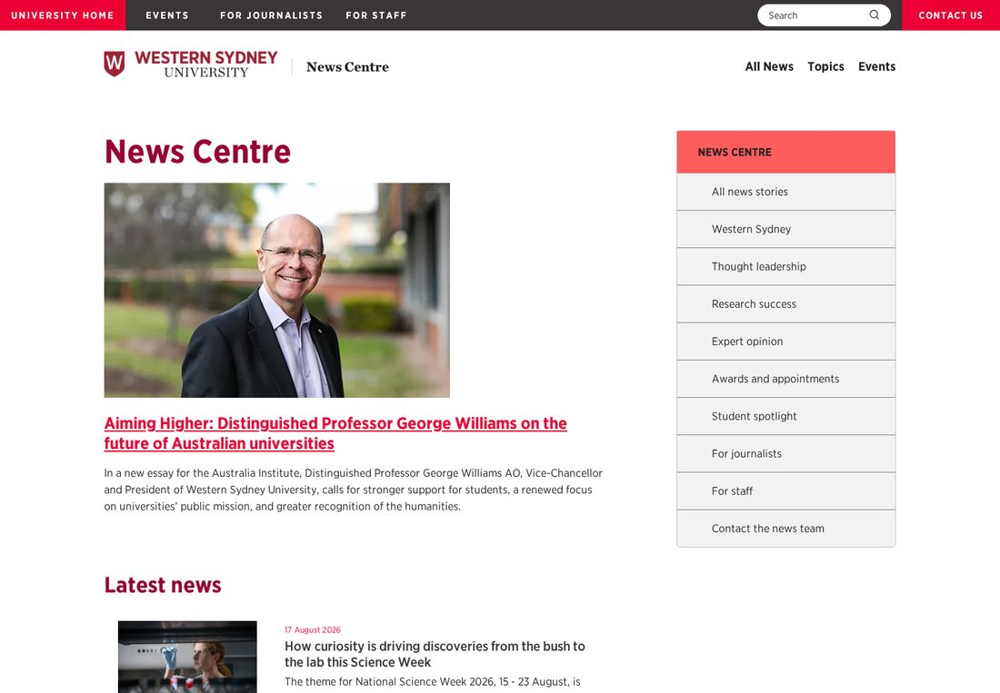 UNIVERSITY HOME
EVENTS
FOR JOURNALISTS
FOR STAFF
Search
CONTACT US
W
WESTERN SYDNEY
UNIVERSITY
News Centre
All News
Topics
Events
News Centre
Aiming Higher: Distinguished Professor George Williams on the
future of Australian universities
In a new essay for the Australia Institute, Distinguished Professor George Williams AO, Vice-Chancellor
and President of Western Sydney University, calls for stronger support for students, a renewed focus
on universities' public mission, and greater recognition of the humanities.
NEWS CENTRE
All news stories
Western Sydney
Thought leadership
Research success
Expert opinion
Awards and appointments
Student spotlight
For journalists
For staff
Contact the news team
Latest news
17 August 2026
How curiosity is driving discoveries from the bush to
the lab this Science Week
The theme for National Science Week 2026, 15 - 23 August, is